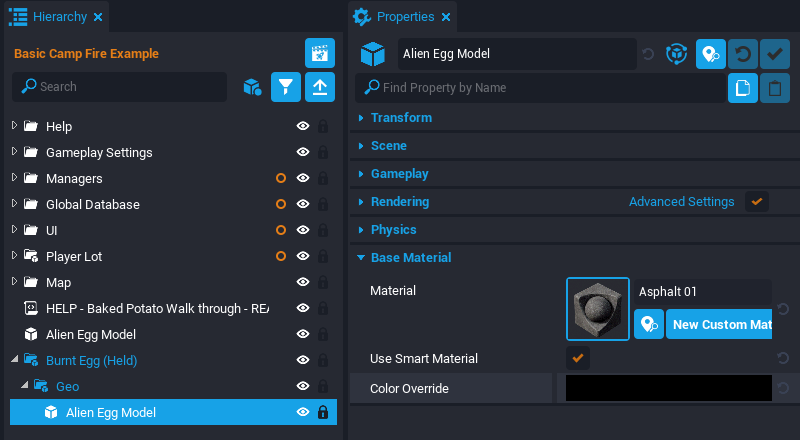 Hierarchy
Basic Camp Fire Example
Search
Help
Gameplay Settings
Managers
Global Database
UI
Player Lot
Map
HELP - Baked Potato Walk through - REA
Alien Egg Model
Burnt Egg (Held)
Geo
Alien Egg Model
Properties
Alien Egg Model
Find Property by Name
Transform
Scene
Gameplay
Rendering Advanced Settings
Physics
Base Material
Material Asphalt 01
New Custom Mat
Use Smart Material
Color Override